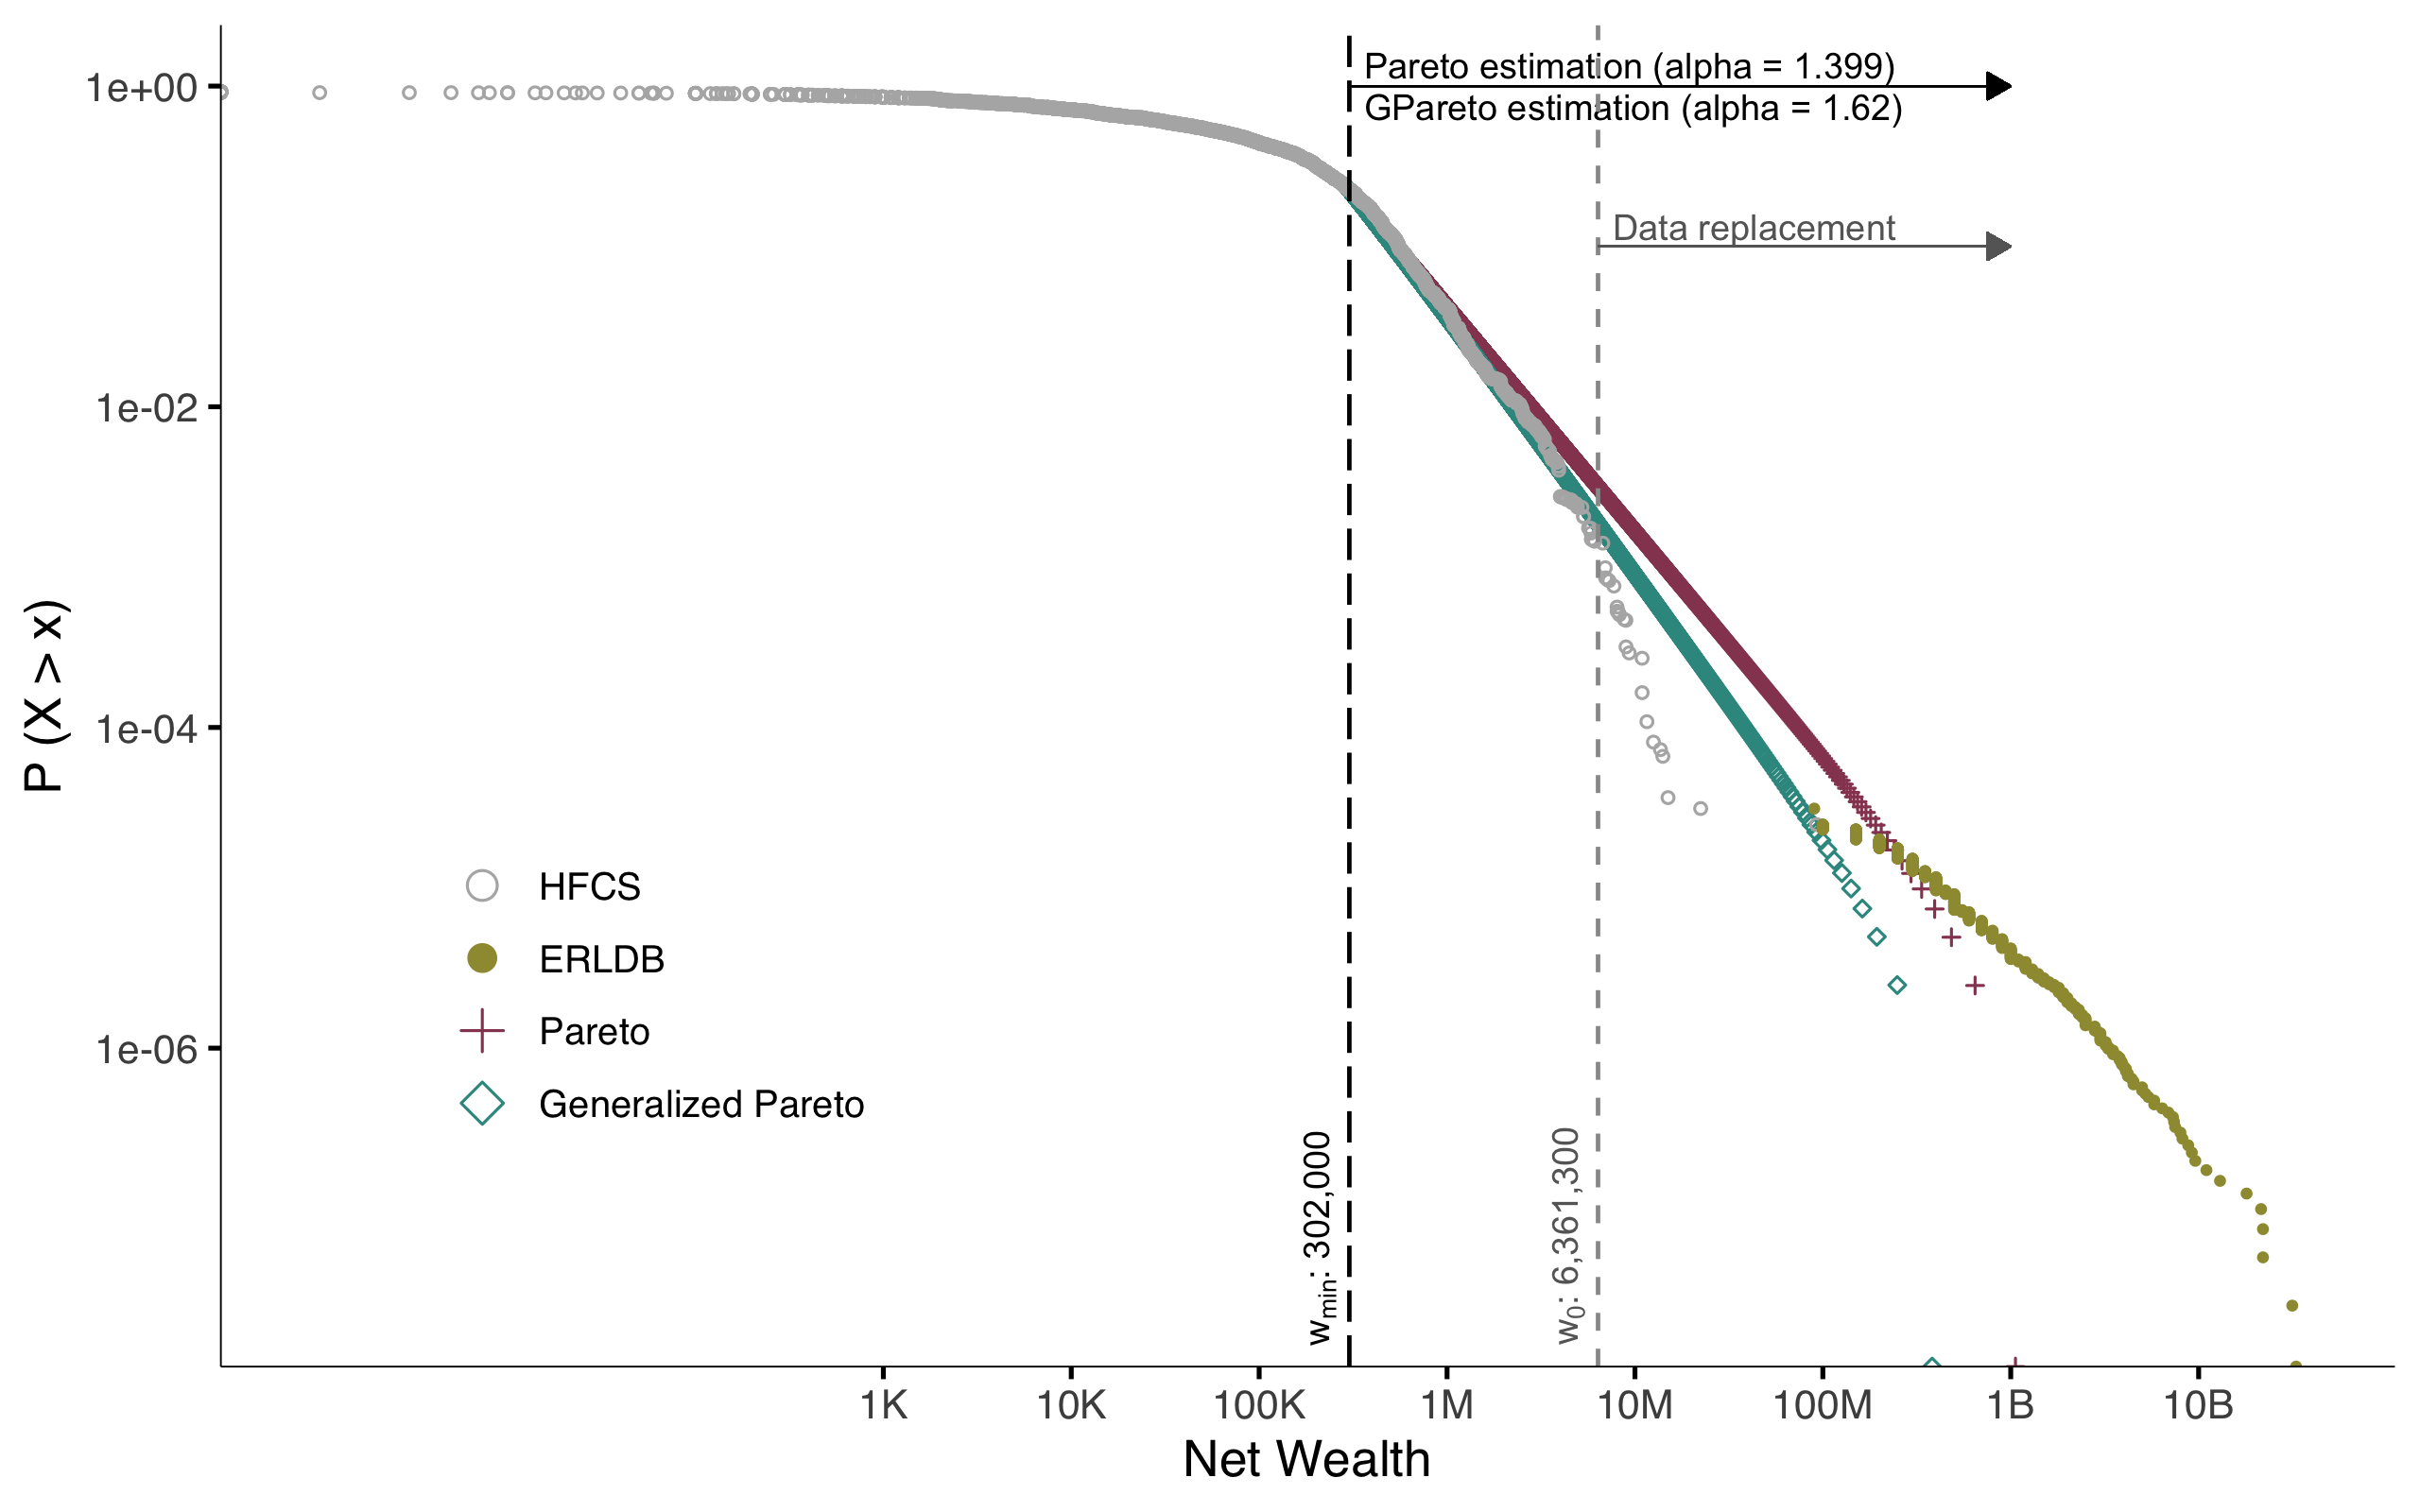 Pareto estimation (alpha = 1.399)
GPareto estimation (alpha = 1.62)
Data replacement
1e+00
1e-02
1e-04
1e-06
P (X > x)
HFCS
ERLDB
Pareto
Generalized Pareto
wmin: 302,000
w0: 6,361,300
1K 10K 100K 1M 10M 100M 1B 10B
Net Wealth